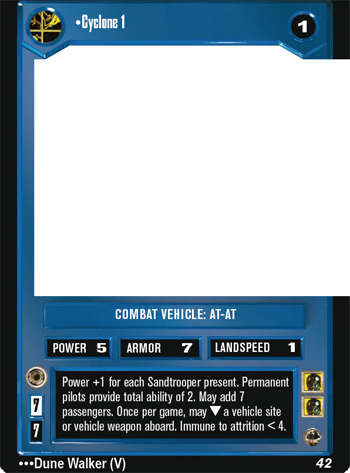 •Cyclone 1
1
COMBAT VEHICLE: AT-AT
POWER 5
ARMOR 7
LANDSPEED 1
Power +1 for each Sandtrooper present. Permanent
pilots provide total ability of 2. May add 7
passengers. Once per game, may ▼ a vehicle site
or vehicle weapon aboard. Immune to attrition < 4.
7
7
•••Dune Walker (V)
42